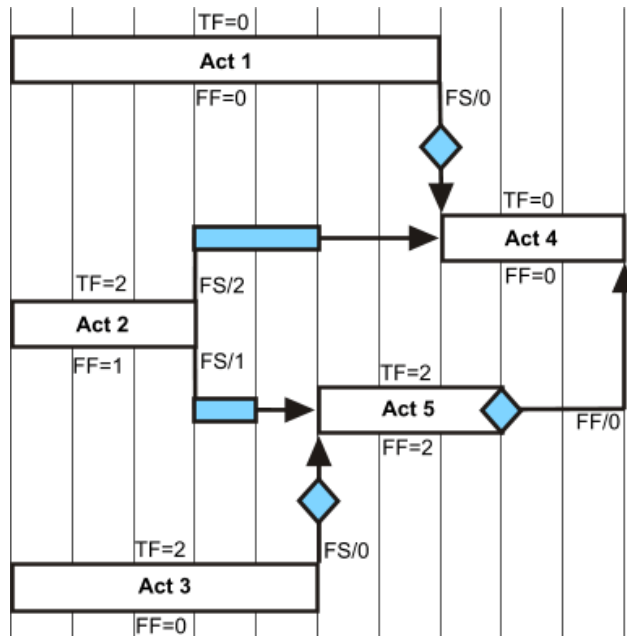 TF=0
Act 1
FF=0
FS/0
TF=0
Act 4
FF=0
TF=2
FS/2
Act 2
FF=1
FS/1
TF=2
Act 5
FF=2
FF/0
TF=2
FS/0
Act 3
FF=0